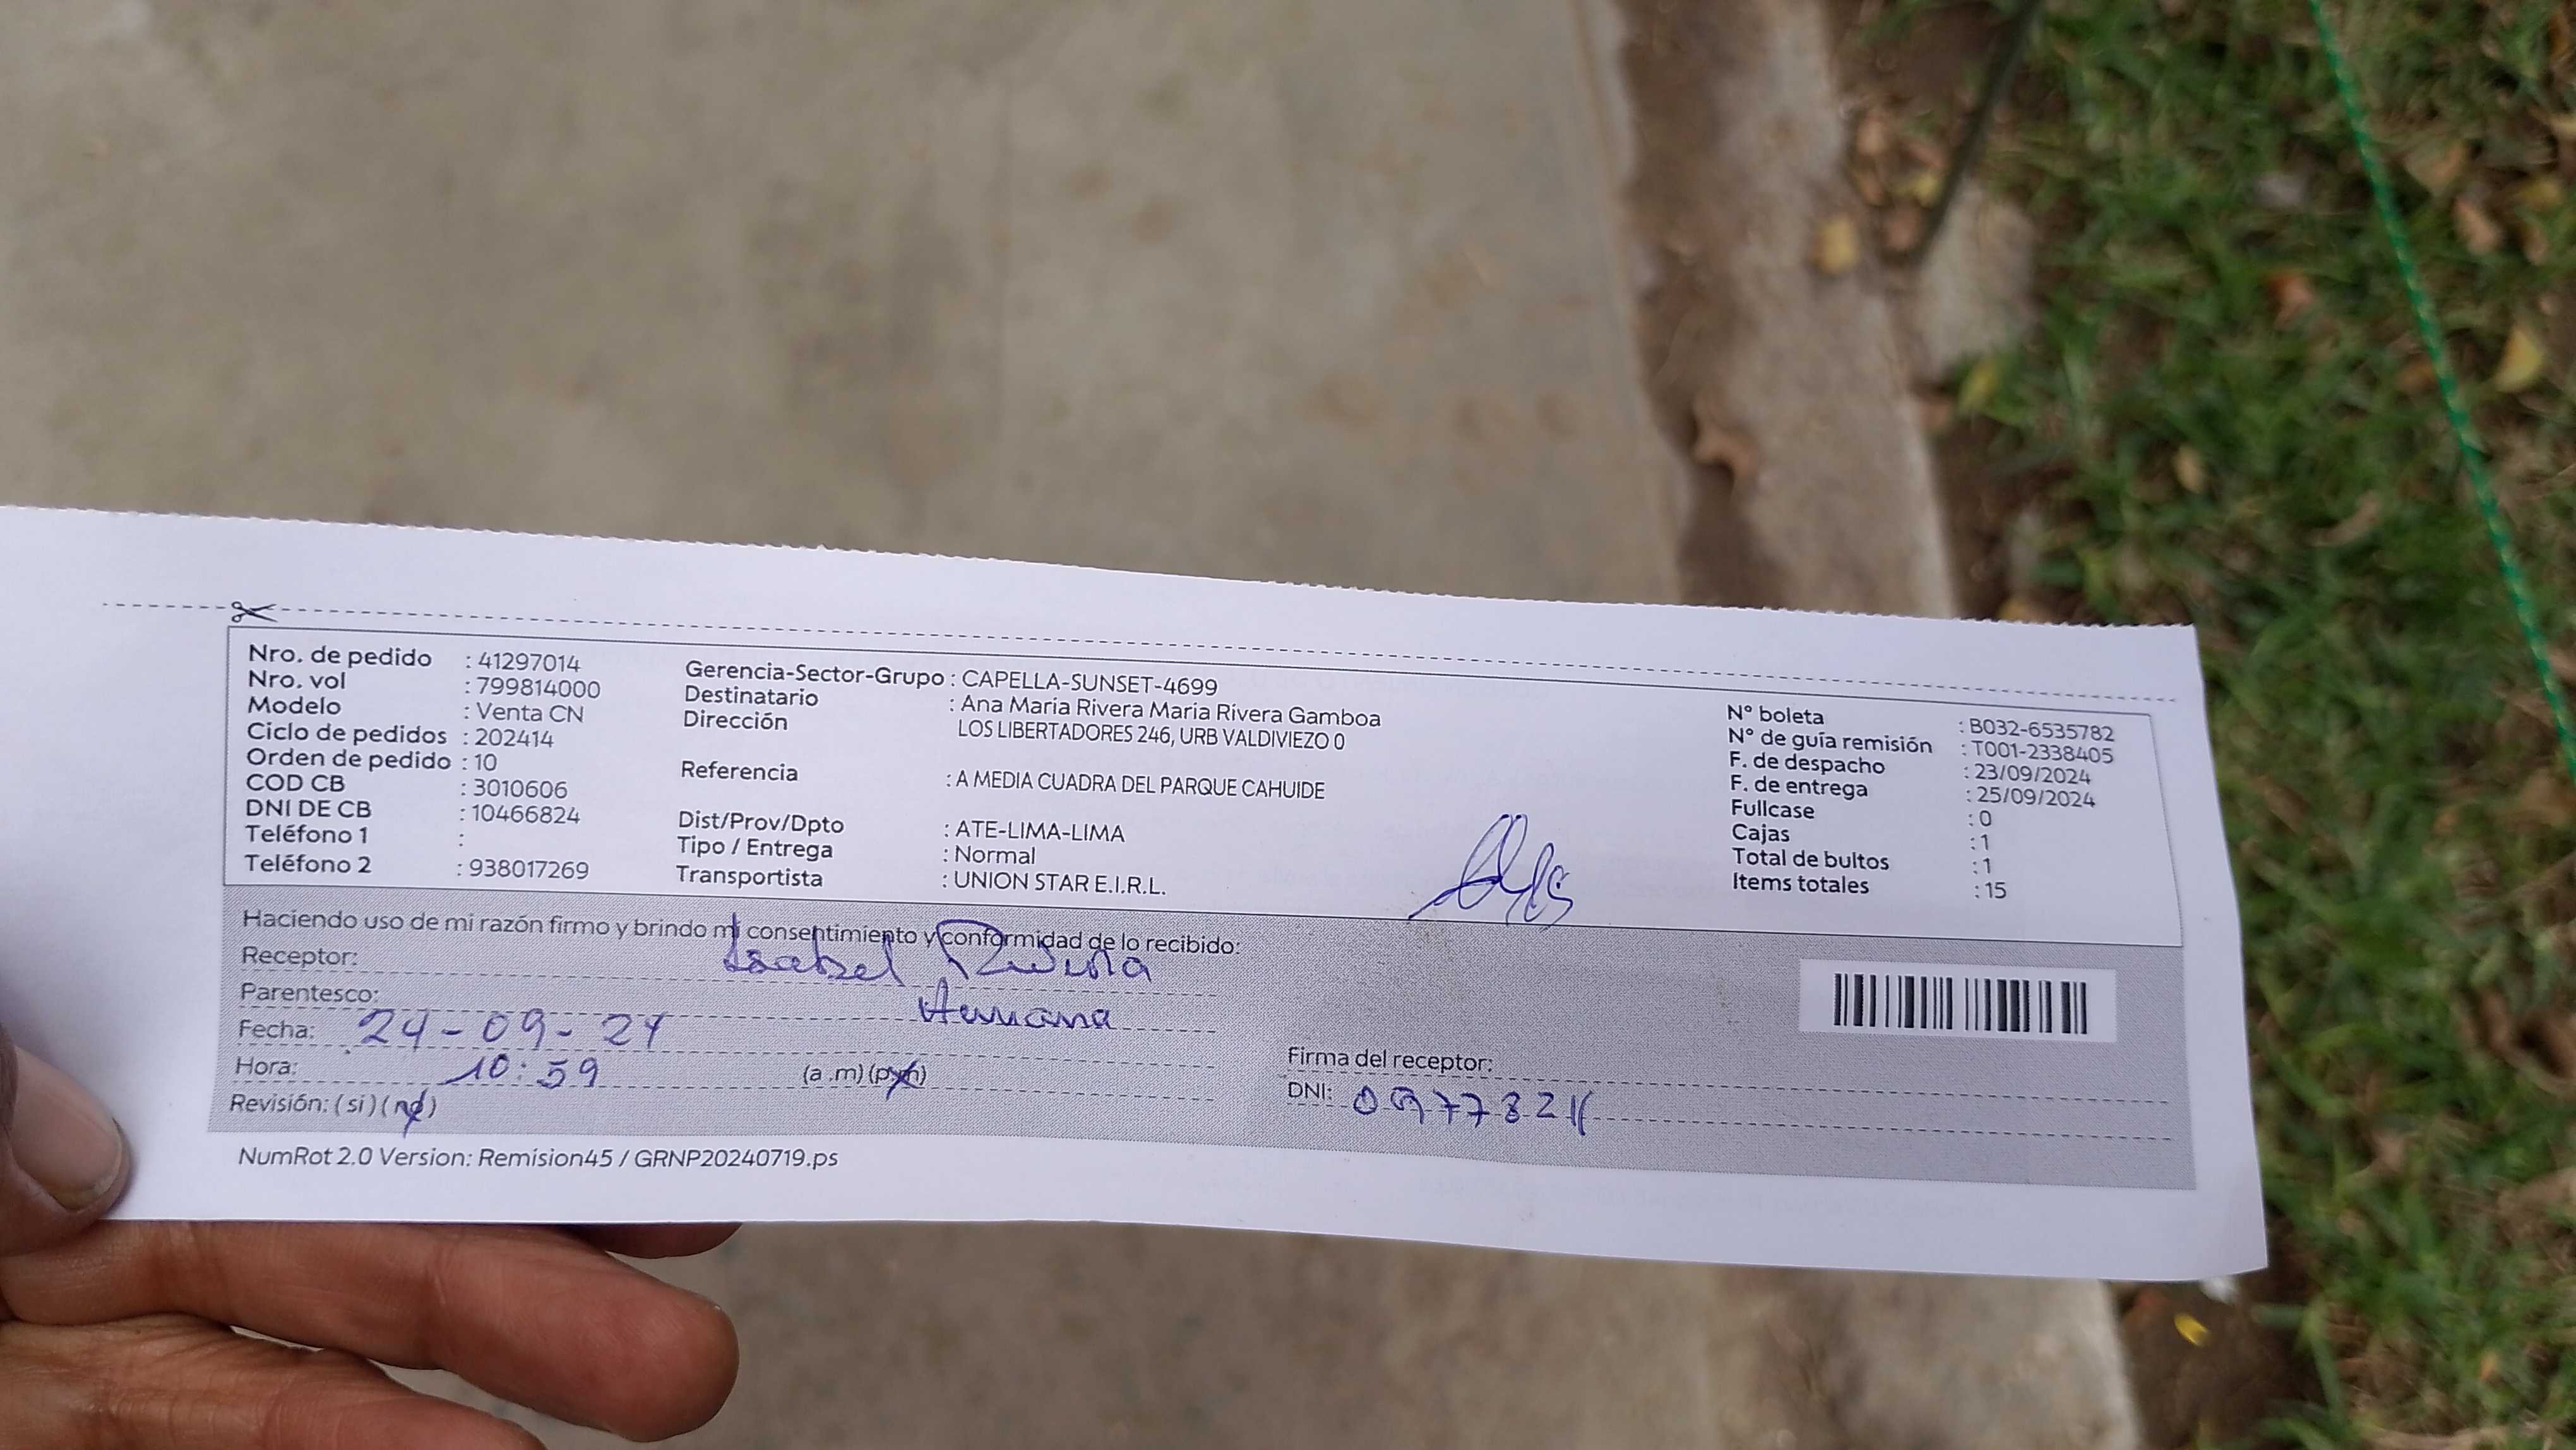 Nro. de pedido : 41297014
Nro. vol : 799814000
Modelo : Venta CN
Ciclo de pedidos : 202414
Orden de pedido : 10
COD CB : 3010606
DNI DE CB : 10466824
Teléfono 1 :
Teléfono 2 : 938017269
Gerencia-Sector-Grupo : CAPELLA-SUNSET-4699
Destinatario : Ana Maria Rivera Maria Rivera Gamboa
Dirección LOS LIBERTADORES 246, URB VALDIVIEZO 0
Referencia : A MEDIA CUADRA DEL PARQUE CAHUIDE
Dist/Prov/Dpto : ATE-LIMA-LIMA
Tipo / Entrega : Normal
Transportista : UNION STAR E.I.R.L.
N° boleta : B032-6535782
N° de guía remisión : T001-2338405
F. de despacho : 23/09/2024
F. de entrega : 25/09/2024
Fullcase : 0
Cajas : 1
Total de bultos : 1
Items totales : 15
Haciendo uso de mi razón firmo y brindo mi consentimiento y conformidad de lo recibido:
Receptor: Isabel
Parentesco: Hermana
Fecha: 24-09-24
Hora: 10:59 (a .m) (p.m)
Revisión: ( si ) ( no )
Firma del receptor:
DNI:
NumRot 2.0 Version: Remision45 / GRNP20240719.ps